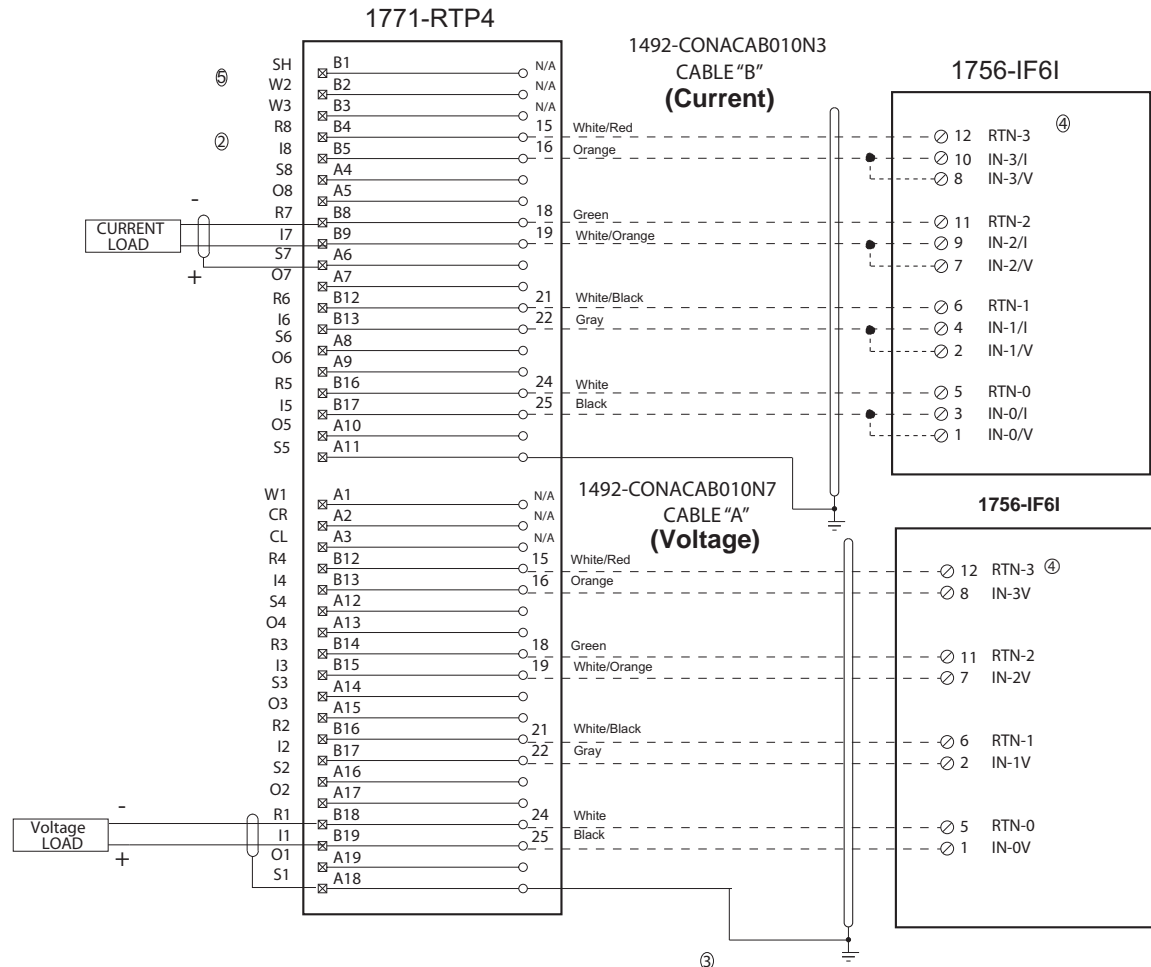 1771-RTP4
1492-CONACAB010N3
CABLE "B"
(Current)
1756-IF6I
⑤
②
④
SH B1 N/A
W2 B2 N/A
W3 B3 N/A
R8 B4 15 White/Red 12 RTN-3
I8 B5 16 Orange 10 IN-3/I
S8 A4 8 IN-3/V
O8 A5
- R7 B8 18 Green 11 RTN-2
CURRENT
LOAD
I7 B9 19 White/Orange 9 IN-2/I
S7 A6 7 IN-2/V
+ O7 A7
R6 B12 21 White/Black 6 RTN-1
I6 B13 22 Gray 4 IN-1/I
S6 A8 2 IN-1/V
O6 A9
R5 B16 24 White 5 RTN-0
I5 B17 25 Black 3 IN-0/I
O5 A10 1 IN-0/V
S5 A11
1492-CONACAB010N7
CABLE "A"
(Voltage)
1756-IF6I
W1 A1 N/A
CR A2 N/A
CL A3 N/A
R4 B12 15 White/Red 12 RTN-3 ④
I4 B13 16 Orange 8 IN-3V
S4 A12
O4 A13
R3 B14 18 Green 11 RTN-2
I3 B15 19 White/Orange 7 IN-2V
S3 A14
O3 A15
R2 B16 21 White/Black 6 RTN-1
I2 B17 22 Gray 2 IN-1V
S2 A16
O2 A17
- R1 B18 24 White 5 RTN-0
Voltage
LOAD
+ I1 B19 25 Black 1 IN-0V
O1 A19
S1 A18
③